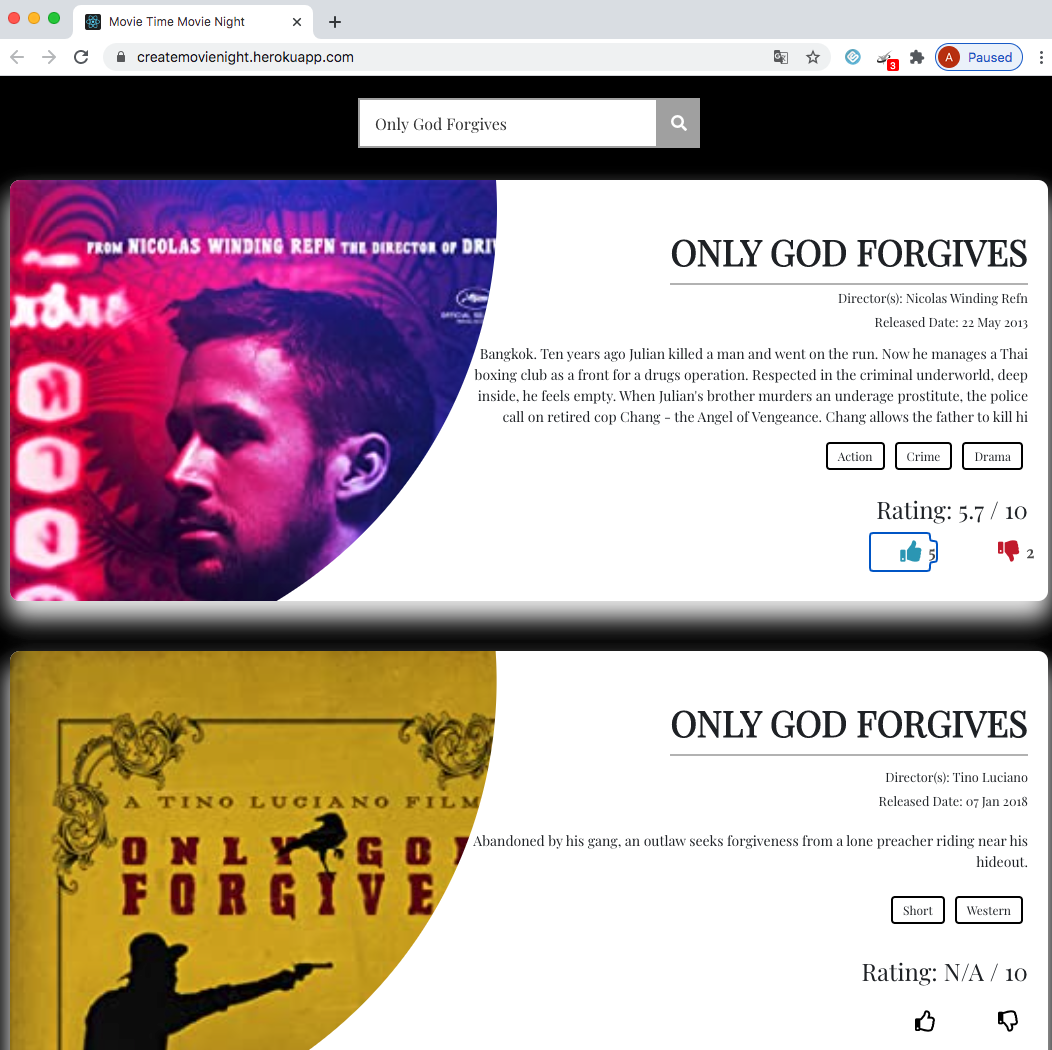 Movie Time Movie Night
createmovienight.herokuapp.com
3
A
Paused
Only God Forgives
FROM NICOLAS WINDING REFN THE DIRECTOR OF DRI
ONLY GOD FORGIVES
Director(s): Nicolas Winding Refn
Released Date: 22 May 2013
Bangkok. Ten years ago Julian killed a man and went on the run. Now he manages a Thai
boxing club as a front for a drugs operation. Respected in the criminal underworld, deep
inside, he feels empty. When Julian's brother murders an underage prostitute, the police
call on retired cop Chang - the Angel of Vengeance. Chang allows the father to kill hi
Action Crime Drama
Rating: 5.7 / 10
5 2
A TINO LUCIANO FILM
ONLY GO
FORGIVE
ONLY GOD FORGIVES
Director(s): Tino Luciano
Released Date: 07 Jan 2018
Abandoned by his gang, an outlaw seeks forgiveness from a lone preacher riding near his
hideout.
Short Western
Rating: N/A / 10